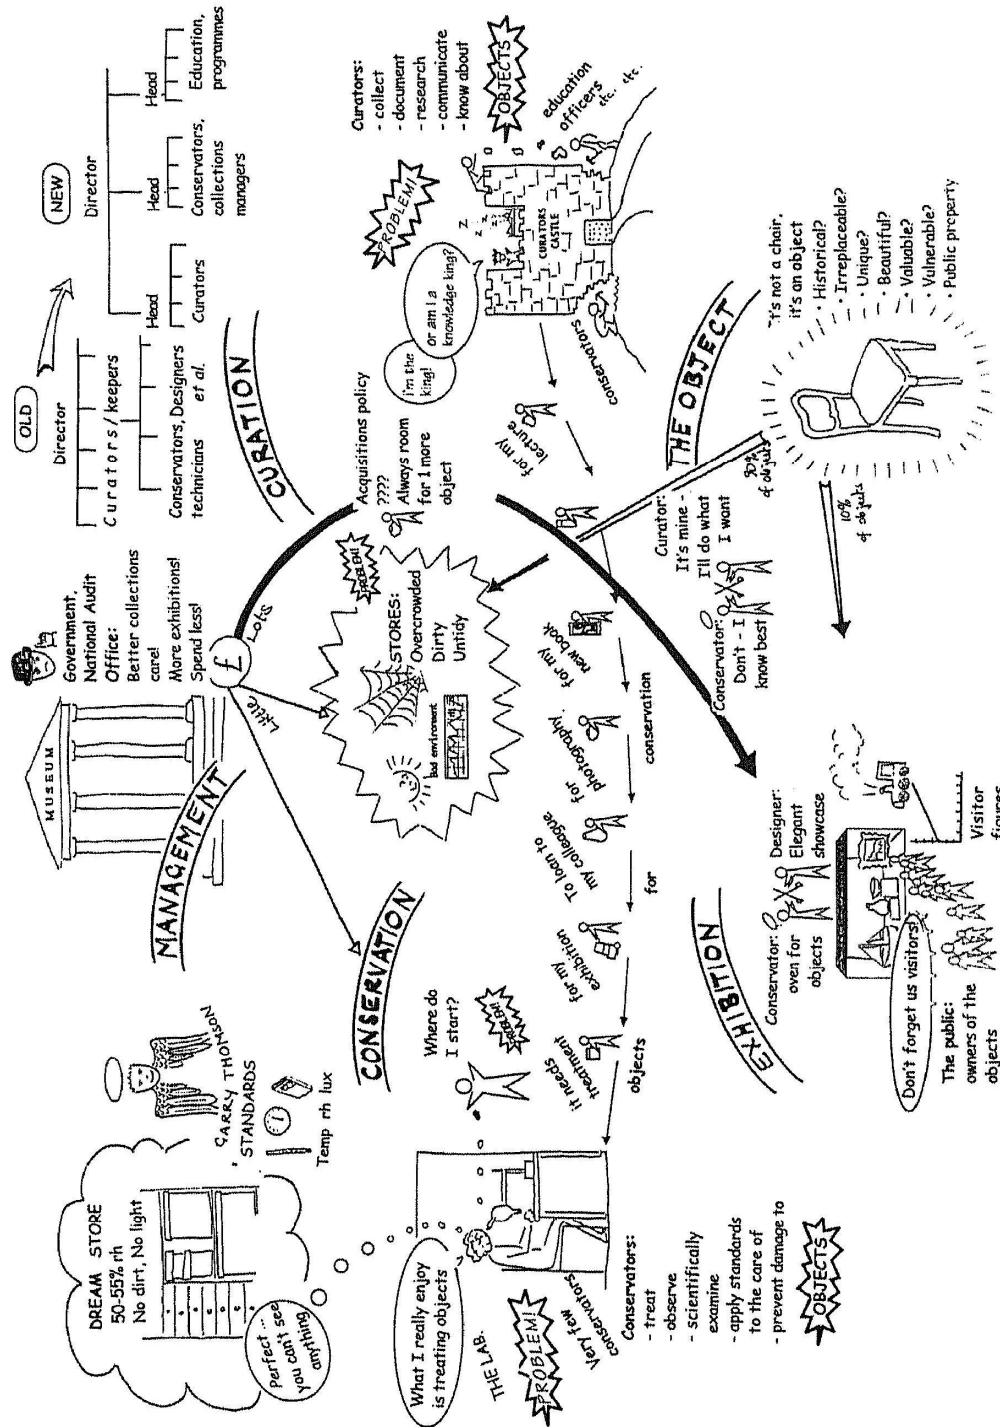 DREAM STORE
50-55% rh
No dirt, No light
Perfect ...
you can't see
anything
GARRY THOMSON
STANDARDS
Temp rh lux
MUSEUM
Government,
National Audit
Office:
Better collections
care!
More exhibitions!
Spend less!
£
Little
Lots
MANAGEMENT
OLD
Director
Curators/keepers
Conservators, Designers
technicians et al.
NEW
Director
Head
Head
Head
Curators
Conservators,
collections
managers
Education,
programmes
CURATION
CONSERVATION
What I really enjoy
is treating objects
THE LAB.
PROBLEM!
Very few
conservators
Where do
I start?
PROBLEM!
STORES:
Overcrowded
Dirty
Untidy
Bad environment
PROBLEM!
Acquisitions policy
????
Always room
for 1 more
object
i'm the
king!
or am I a
knowledge king?
PROBLEM!
CURATORS
CASTLE
z z z
Curators:
- collect
- document
- research
- communicate
- know about
OBJECTS
education
officers
etc. etc.
conservators
it needs
treatment
for my
exhibition
To loan to
my colleague
for
photography
for my
new book
for my
lecture
objects
for
conservation
Conservators:
- treat
- observe
- scientifically
examine
- apply standards
to the care of
- prevent damage to
OBJECTS
EXHIBITION
Conservator:
oven for
objects
Designer:
Elegant
showcase
Don't forget us visitors!
The public:
owners of the
objects
Visitor
figures
Curator:
It's mine -
I'll do what
I want
Conservator:
Don't - I
know best
THE OBJECT
90%
of objects
10%
of objects
It's not a chair,
it's an object
· Historical?
· Irreplaceable?
· Unique?
· Beautiful?
· Valuable?
· Vulnerable?
· Public property